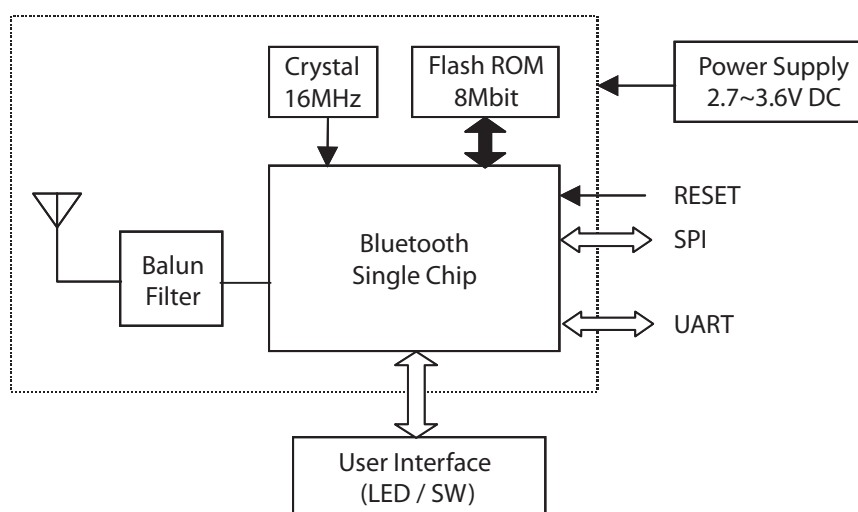 Crystal
16MHz
Flash ROM
8Mbit
Power Supply
2.7~3.6V DC
RESET
SPI
UART
Bluetooth
Single Chip
Balun
Filter
User Interface
(LED / SW)